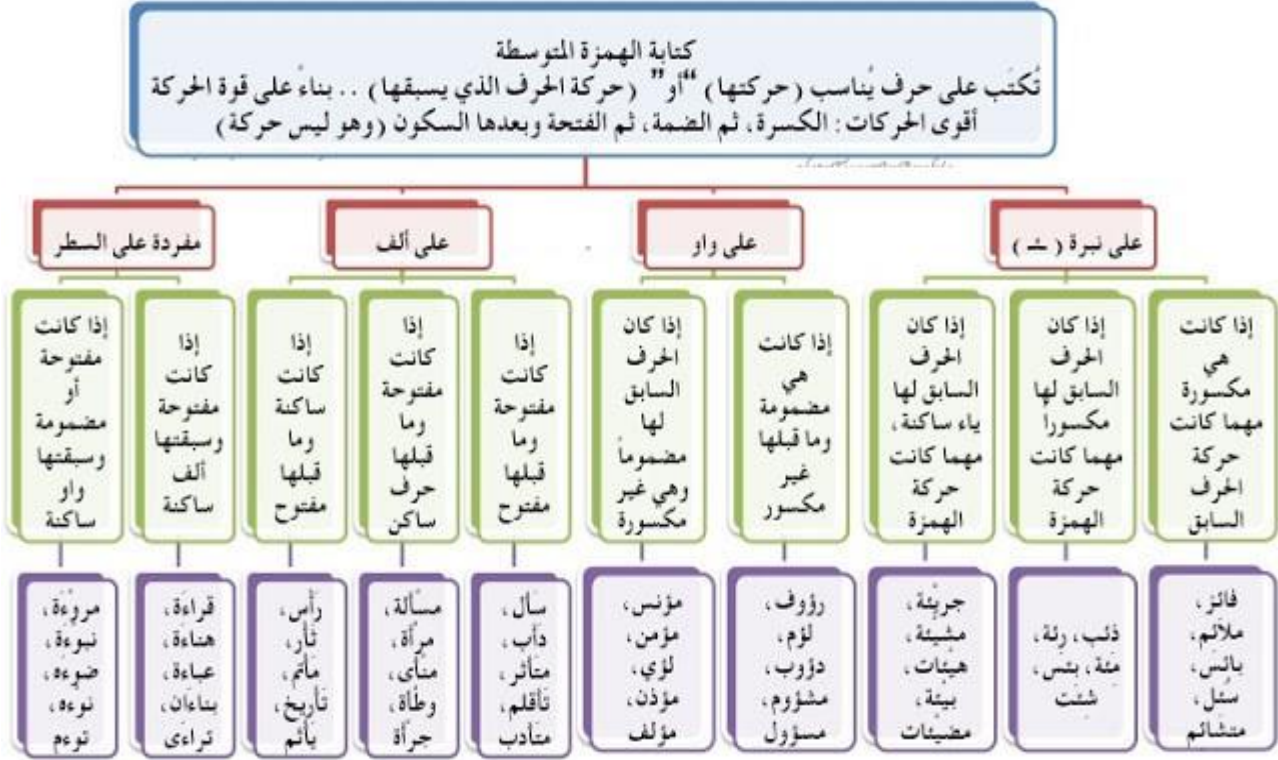 كتابة الهمزة المتوسطة
تُكتَب على حرف يُناسب (حركتها) “أو” (حركة الحرف الذي يسبقها) .. بناءً على قوة الحركة
أقوى الحركات: الكسرة، ثم الضمة، ثم الفتحة وبعدها السكون (وهو ليس حركة)
على نبرة (ئـ)
على واو
على ألف
مفردة على السطر
إذا كانت
هي
مكسورة
مهما كانت
حركة
الحرف
السابق
إذا كان
الحرف
السابق لها
مكسوراً
مهما كانت
حركة
الهمزة
إذا كان
الحرف
السابق لها
ياء ساكنة،
مهما كانت
حركة
الهمزة
إذا كانت
هي
مضمومة
وما قبلها
غير
مكسور
إذا كان
الحرف
السابق
لها
مضموماً
وهي غير
مكسورة
إذا
كانت
مفتوحة
وما
قبلها
مفتوح
إذا
كانت
مفتوحة
وما
قبلها
حرف
ساكن
إذا
كانت
ساكنة
وما
قبلها
مفتوح
إذا
كانت
مفتوحة
وسبقتها
ألف
ساكنة
إذا كانت
مفتوحة
أو
مضمومة
وسبقتها
واو
ساكنة
فائز،
ملائم،
بائس،
سئل،
متشائم
ذئب، رئة،
مئة، بئس،
شئت
جريئة،
مشيئة،
هيئات،
بيئة،
مضيئات
رؤوف،
لؤم،
دؤوب،
مشؤوم،
مسؤول
مؤنس،
مؤمن،
لؤي،
مؤذن،
مؤلف
سأل،
دأب،
متأثر،
تأقلم،
متأدب
مسألة،
مرأة،
منأى،
وطأة،
جرأة
رأس،
ثأر،
مأتم،
تأريخ،
يأثم
قراءة،
هناءة،
عباءة،
بناءان،
تراءى
مروءة،
نبوءة،
ضوءه،
نوءه،
توءم